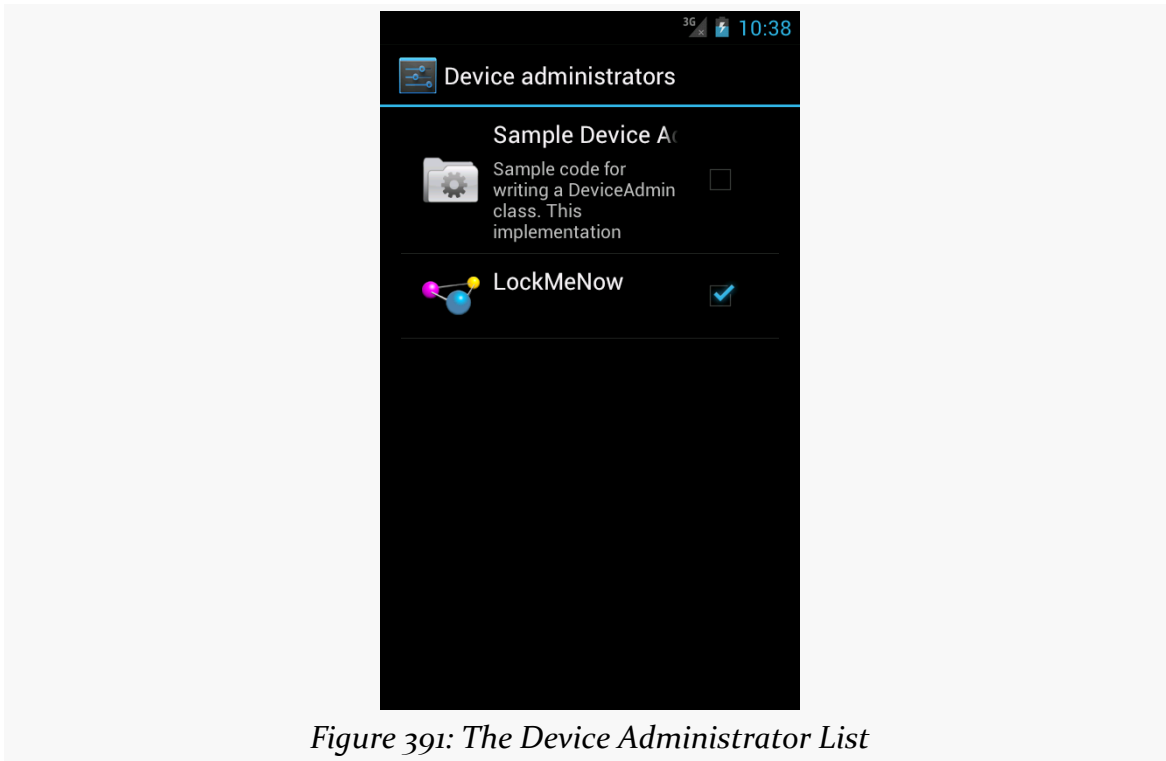 3G 10:38
Device administrators
Sample Device A
Sample code for
writing a DeviceAdmin
class. This
implementation
LockMeNow
Figure 391: The Device Administrator List